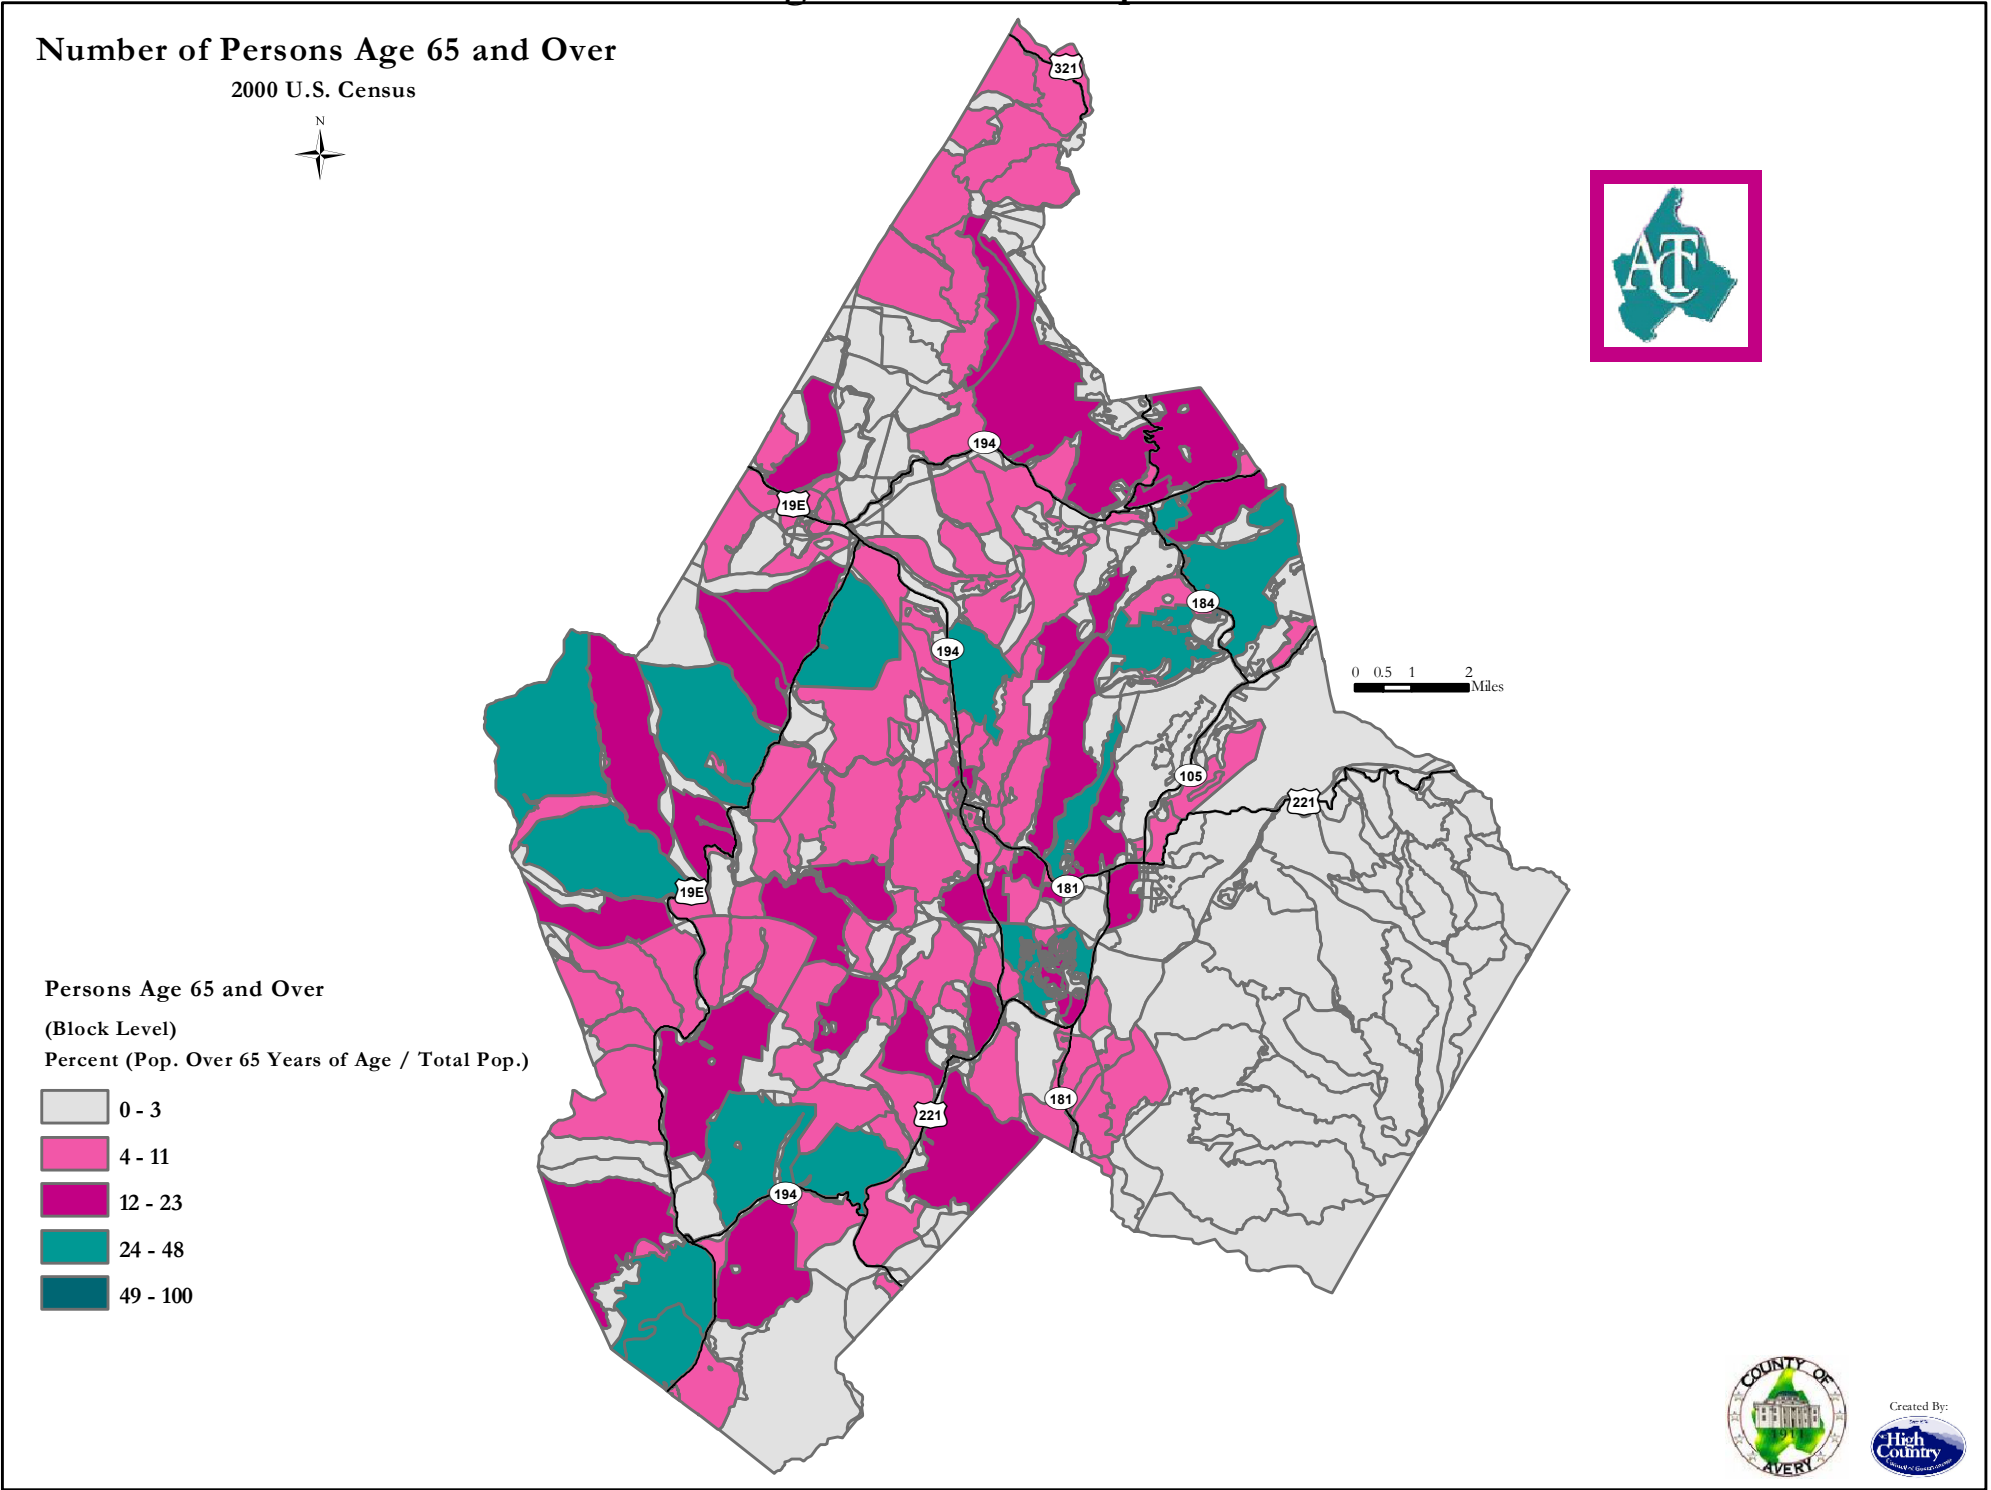 Number of Persons Age 65 and Over
2000 U.S. Census
N
321
ATC
194
19E
184
194
0 0.5 1 2
Miles
105
221
181
19E
Persons Age 65 and Over
(Block Level)
Percent (Pop. Over 65 Years of Age / Total Pop.)
0 - 3
4 - 11
12 - 23
24 - 48
49 - 100
181
221
194
COUNTY OF
1911
AVERY
Created By:
High
Country